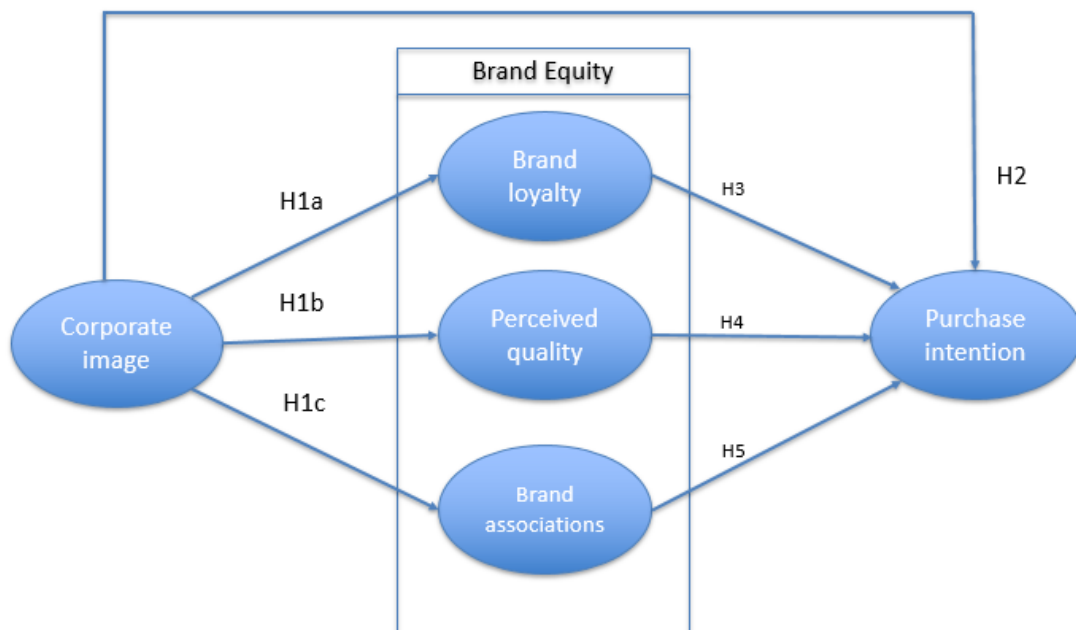 Brand Equity
Brand
loyalty
H1a
H3
H2
Corporate
image
H1b
Perceived
quality
H4
Purchase
intention
H1c
H5
Brand
associations